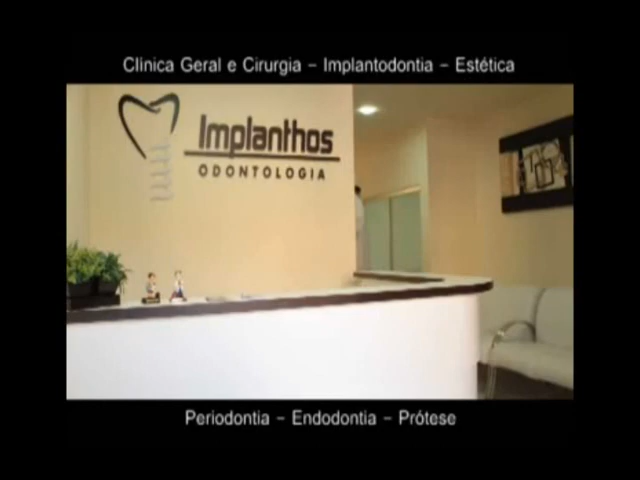 Clínica Geral e Cirurgia – Implantodontia – Estética
Implanthos
ODONTOLOGIA
Periodontia – Endodontia – Prótese